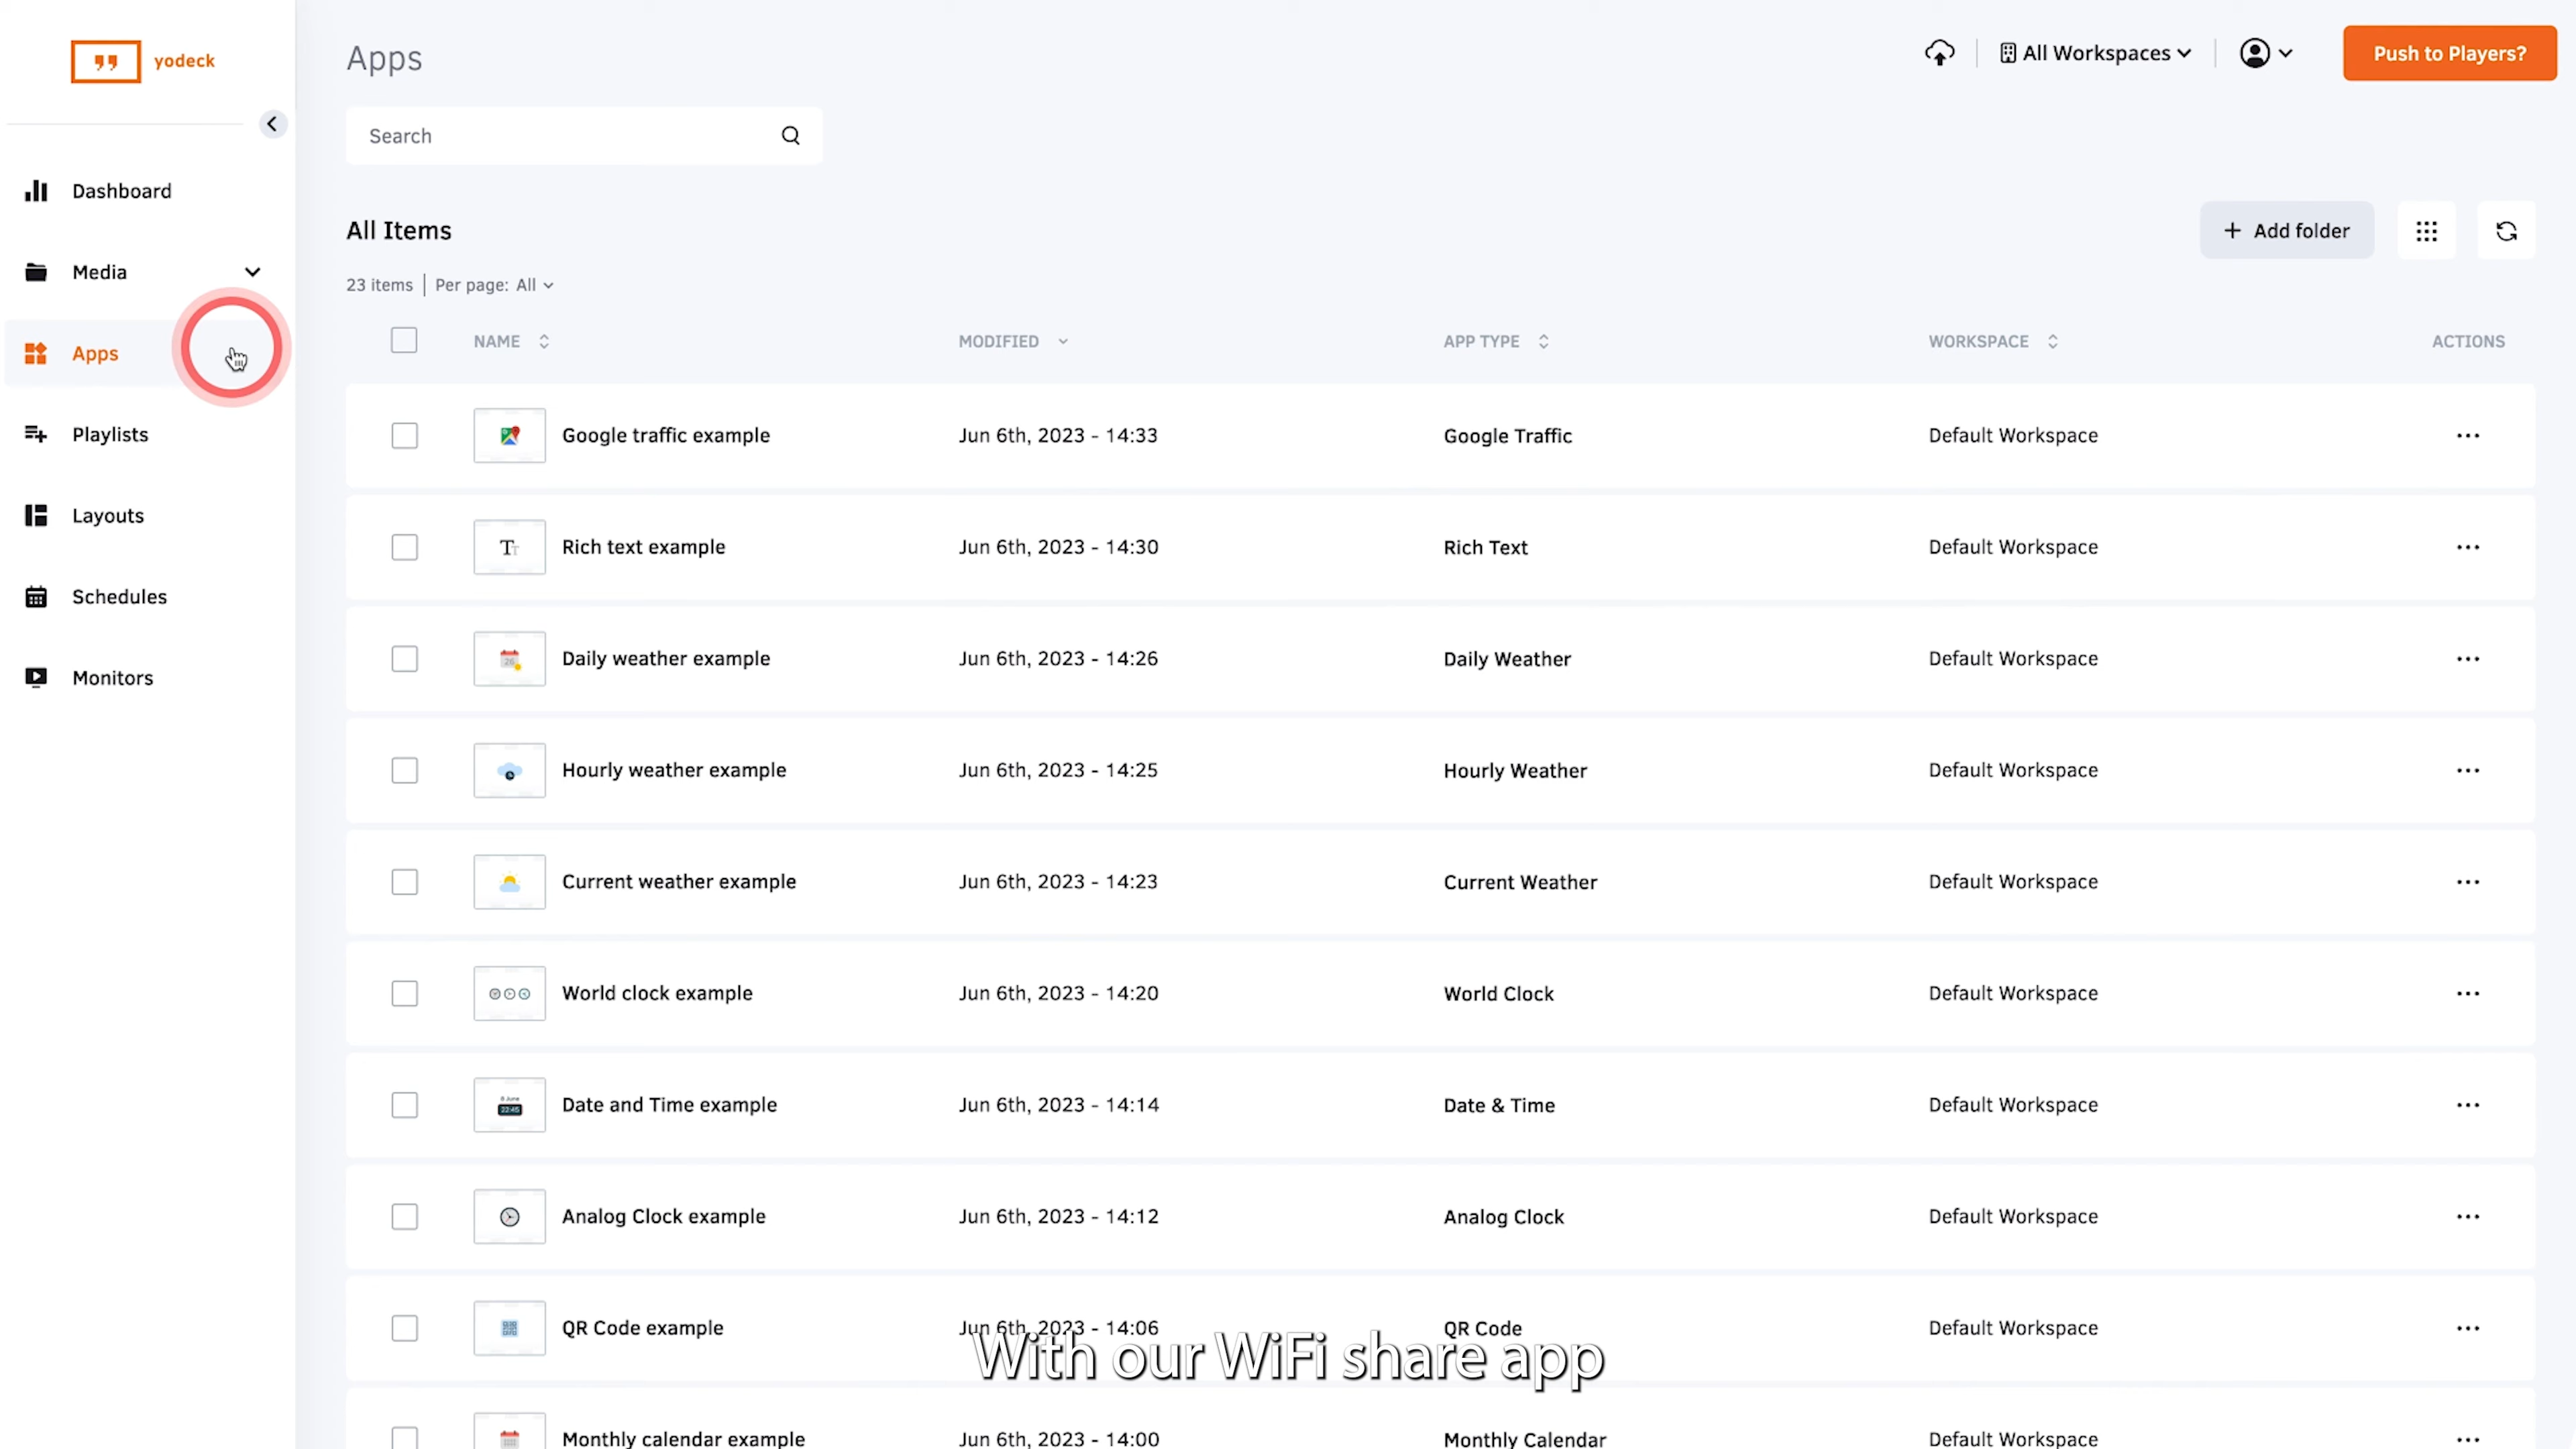 yodeck
Apps
All Workspaces
Push to Players?
Search
Dashboard
Media
Apps
Playlists
Layouts
Schedules
Monitors
All Items
+ Add folder
23 items | Per page: All
NAME MODIFIED APP TYPE WORKSPACE ACTIONS
Google traffic example Jun 6th, 2023 - 14:33 Google Traffic Default Workspace
Rich text example Jun 6th, 2023 - 14:30 Rich Text Default Workspace
Daily weather example Jun 6th, 2023 - 14:26 Daily Weather Default Workspace
Hourly weather example Jun 6th, 2023 - 14:25 Hourly Weather Default Workspace
Current weather example Jun 6th, 2023 - 14:23 Current Weather Default Workspace
World clock example Jun 6th, 2023 - 14:20 World Clock Default Workspace
Date and Time example Jun 6th, 2023 - 14:14 Date & Time Default Workspace
Analog Clock example Jun 6th, 2023 - 14:12 Analog Clock Default Workspace
QR Code example Jun 6th, 2023 - 14:06 QR Code Default Workspace
With our WiFi share app
Monthly calendar example Jun 6th, 2023 - 14:00 Monthly Calendar Default Workspace